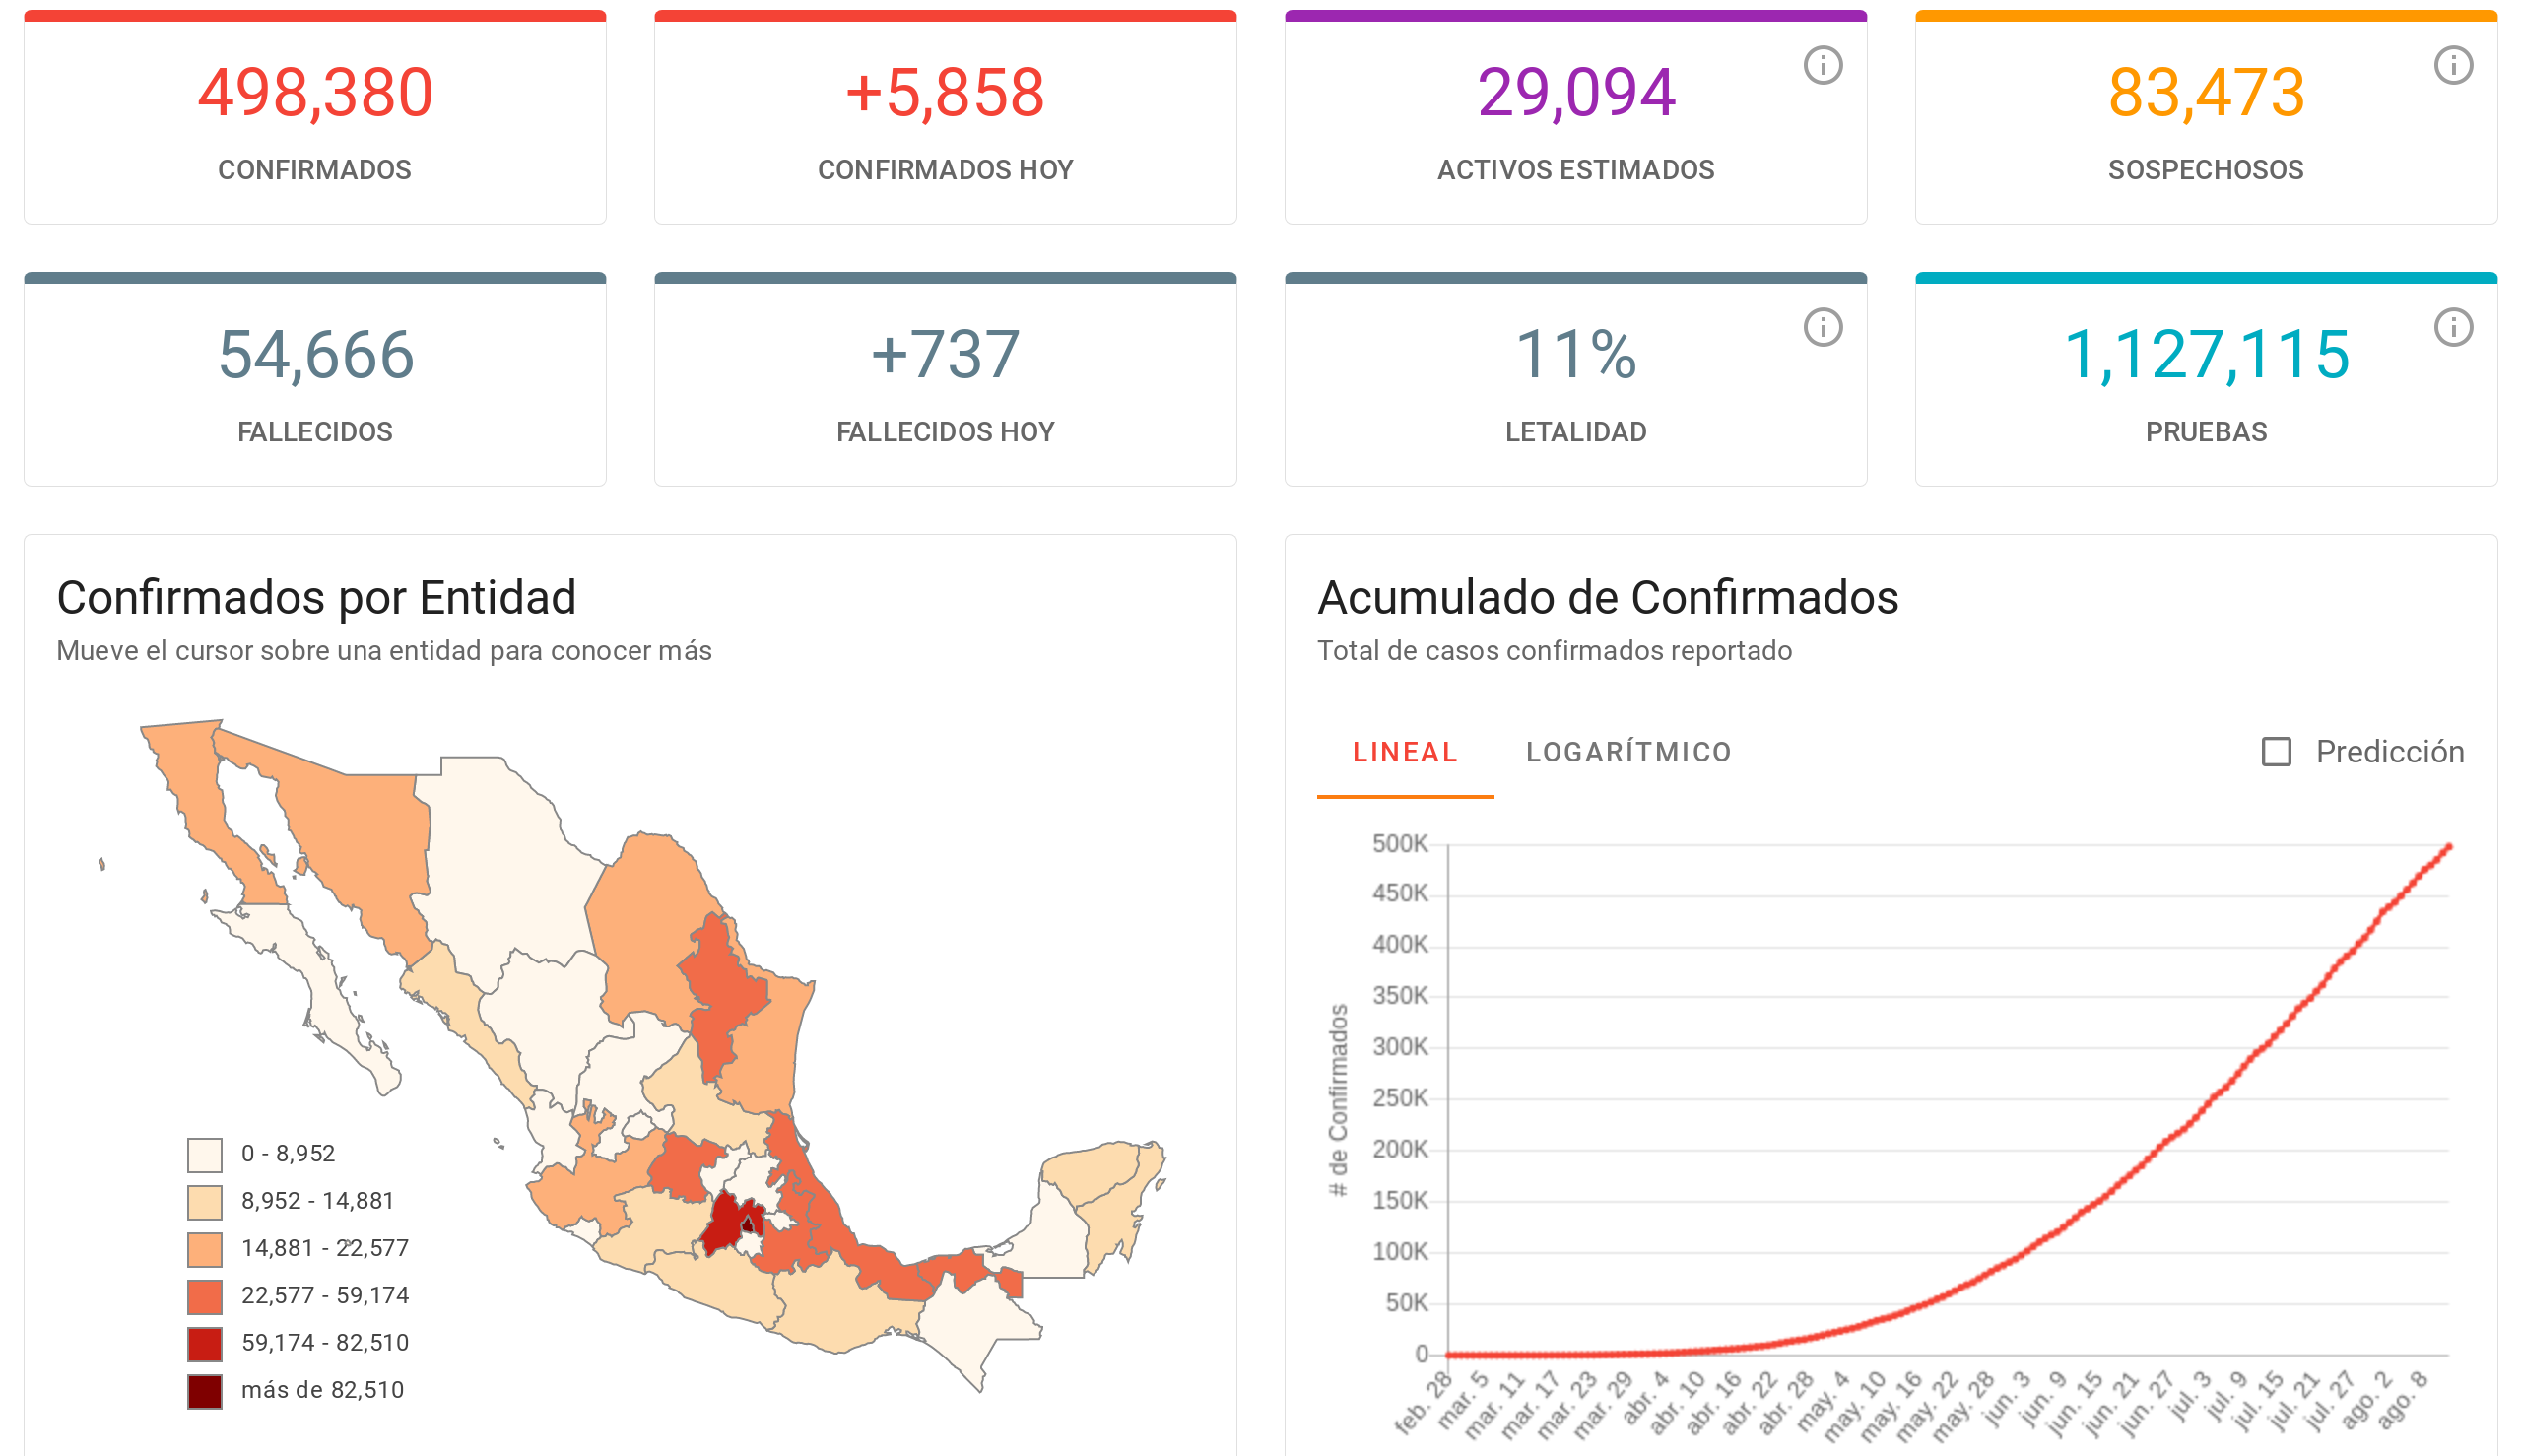 498,380
CONFIRMADOS
+5,858
CONFIRMADOS HOY
29,094
ACTIVOS ESTIMADOS
83,473
SOSPECHOSOS
54,666
FALLECIDOS
+737
FALLECIDOS HOY
11%
LETALIDAD
1,127,115
PRUEBAS
Confirmados por Entidad
Mueve el cursor sobre una entidad para conocer más
0 - 8,952
8,952 - 14,881
14,881 - 22,577
22,577 - 59,174
59,174 - 82,510
más de 82,510
Acumulado de Confirmados
Total de casos confirmados reportado
LINEAL
LOGARÍTMICO
Predicción
# de Confirmados
500K
450K
400K
350K
300K
250K
200K
150K
100K
50K
0
feb. 28
mar. 5
mar. 11
mar. 17
mar. 23
mar. 29
abr. 4
abr. 10
abr. 16
abr. 22
abr. 28
may. 4
may. 10
may. 16
may. 22
may. 28
jun. 3
jun. 9
jun. 15
jun. 21
jun. 27
jul. 3
jul. 9
jul. 15
jul. 21
jul. 27
ago. 2
ago. 8